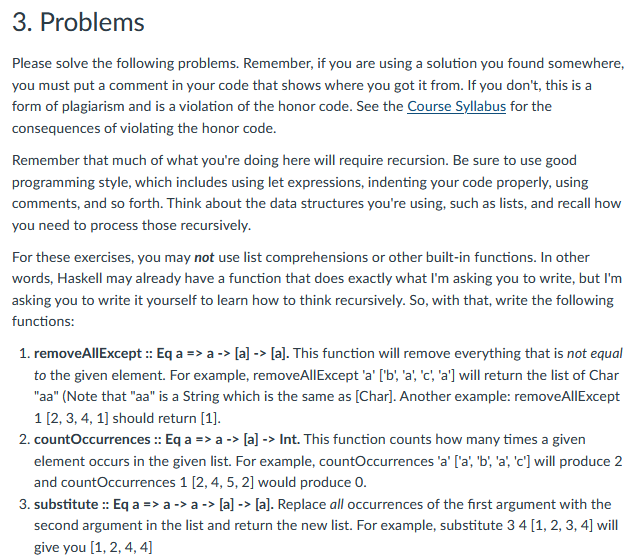 3. Problems
Please solve the following problems. Remember, if you are using a solution you found somewhere,
you must put a comment in your code that shows where you got it from. If you don't, this is a
form of plagiarism and is a violation of the honor code. See the Course Syllabus for the
consequences of violating the honor code.
Remember that much of what you're doing here will require recursion. Be sure to use good
programming style, which includes using let expressions, indenting your code properly, using
comments, and so forth. Think about the data structures you're using, such as lists, and recall how
you need to process those recursively.
For these exercises, you may not use list comprehensions or other built-in functions. In other
words, Haskell may already have a function that does exactly what I'm asking you to write, but I'm
asking you to write it yourself to learn how to think recursively. So, with that, write the following
functions:
1. removeAllExcept :: Eq a => a -> [a] -> [a]. This function will remove everything that is not equal
to the given element. For example, removeAllExcept 'a' ['b', 'a', 'c', 'a'] will return the list of Char
"aa" (Note that "aa" is a String which is the same as [Char]. Another example: removeAllExcept
1 [2, 3, 4, 1] should return [1].
2. countOccurrences :: Eq a => a -> [a] -> Int. This function counts how many times a given
element occurs in the given list. For example, countOccurrences 'a' ['a', 'b', 'a', 'c'] will produce 2
and countOccurrences 1 [2, 4, 5, 2] would produce 0.
3. substitute :: Eq a => a -> a -> [a] -> [a]. Replace all occurrences of the first argument with the
second argument in the list and return the new list. For example, substitute 3 4 [1, 2, 3, 4] will
give you [1, 2, 4, 4]